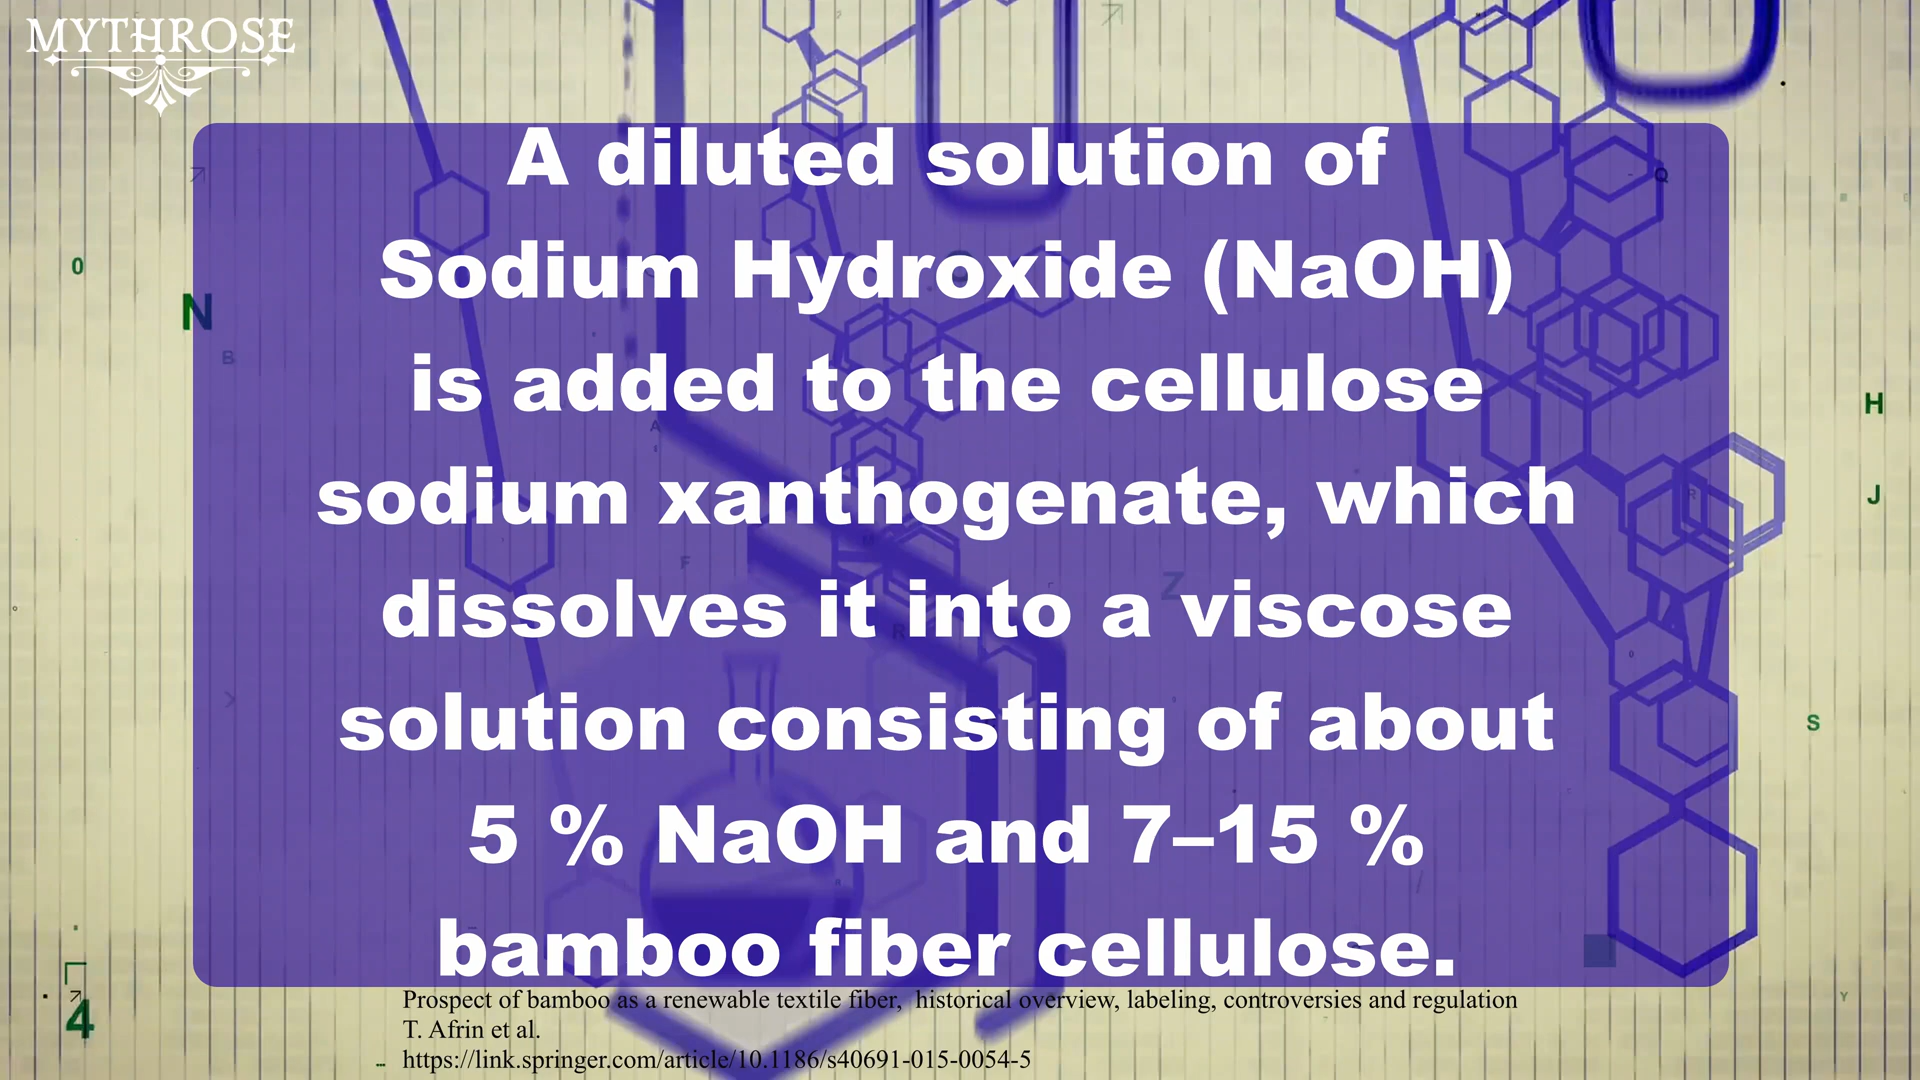 MYTHROSE
A diluted solution of
Sodium Hydroxide (NaOH)
is added to the cellulose
sodium xanthogenate, which
dissolves it into a viscose
solution consisting of about
5 % NaOH and 7–15 %
bamboo fiber cellulose.
Prospect of bamboo as a renewable textile fiber, historical overview, labeling, controversies and regulation
T. Afrin et al.
https://link.springer.com/article/10.1186/s40691-015-0054-5
0
N
B
A
F
Z
R
Q
R
H
J
S
Y
4